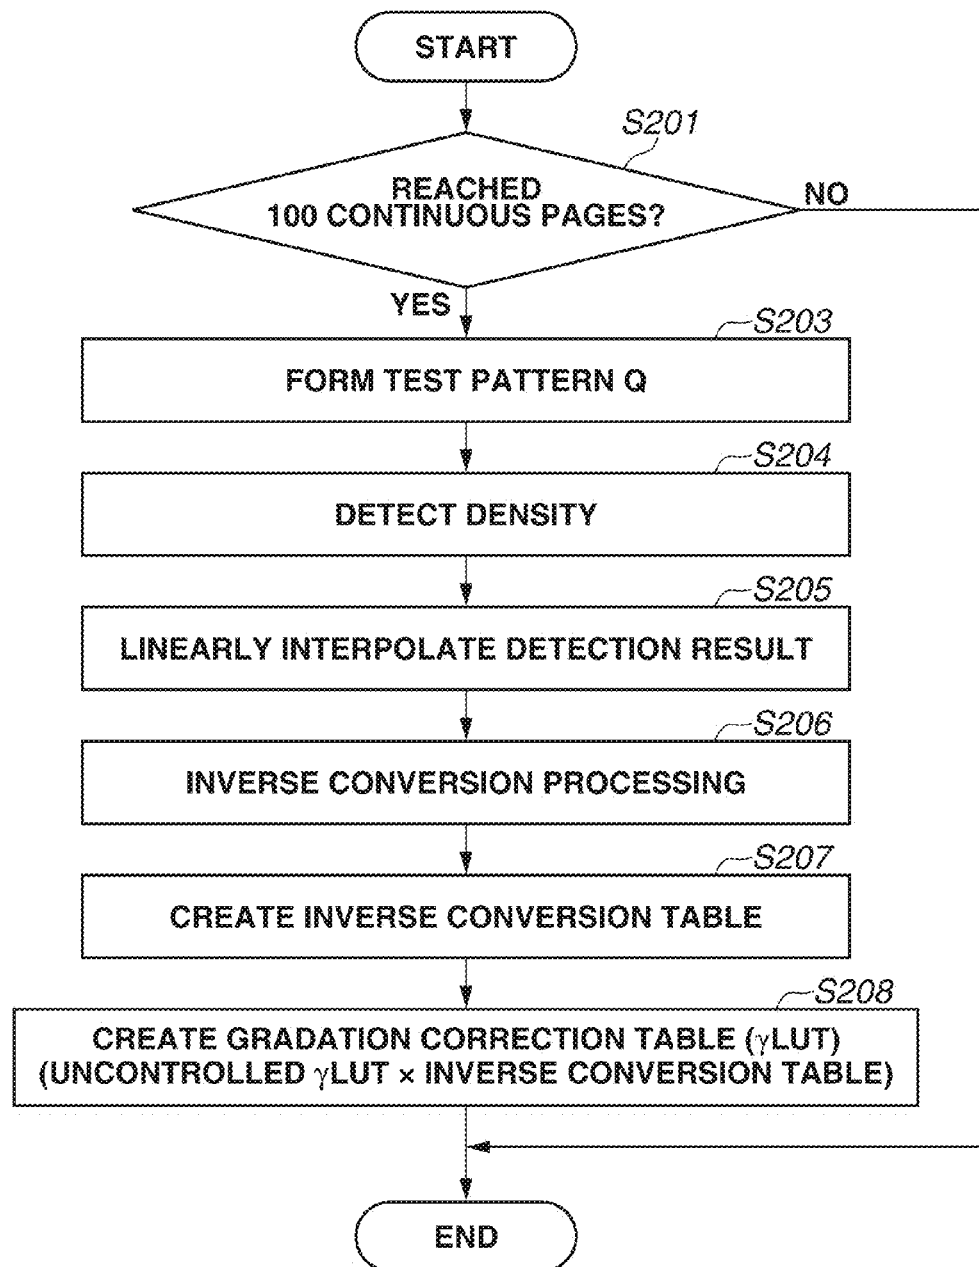 START
S201
REACHED
100 CONTINUOUS PAGES?
NO
YES
S203
FORM TEST PATTERN Q
S204
DETECT DENSITY
S205
LINEARLY INTERPOLATE DETECTION RESULT
S206
INVERSE CONVERSION PROCESSING
S207
CREATE INVERSE CONVERSION TABLE
S208
CREATE GRADATION CORRECTION TABLE (γLUT)
(UNCONTROLLED γLUT × INVERSE CONVERSION TABLE)
END